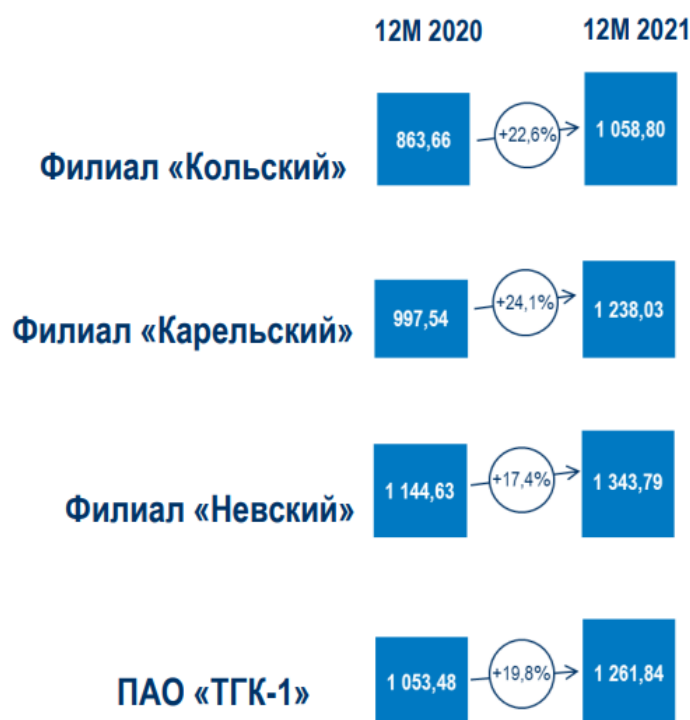 12M 2020 12M 2021
863,66 +22,6% 1 058,80
Филиал «Кольский»
997,54 +24,1% 1 238,03
Филиал «Карельский»
1 144,63 +17,4% 1 343,79
Филиал «Невский»
1 053,48 +19,8% 1 261,84
ПАО «ТГК-1»